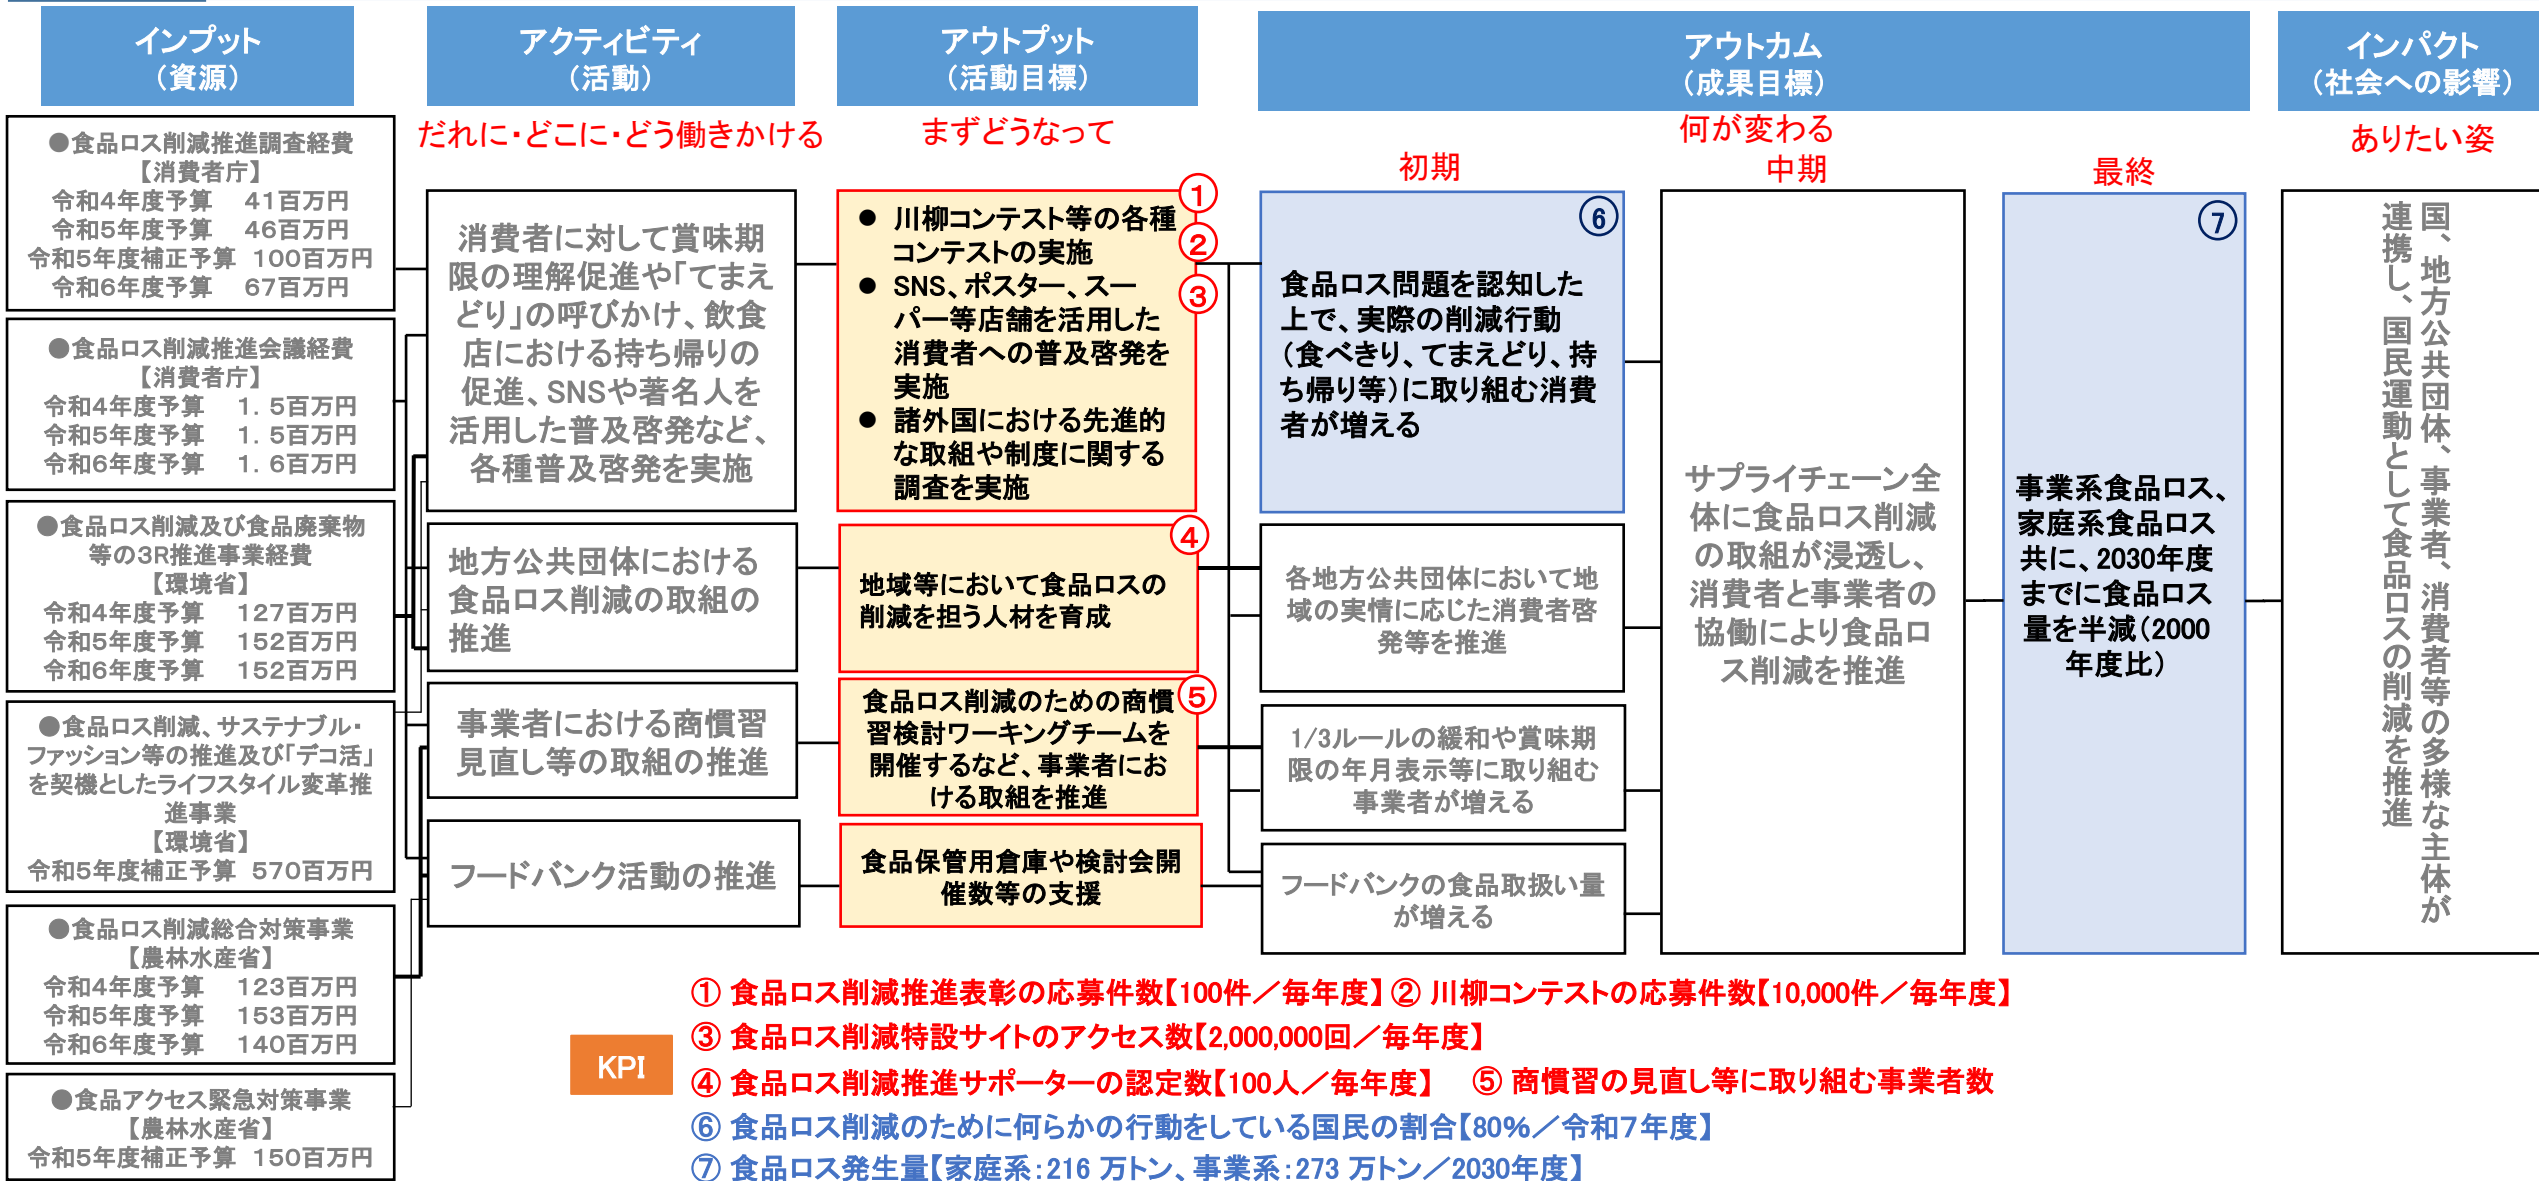 インプット
（資源）
●食品ロス削減推進調査経費
【消費者庁】
令和4年度予算　41百万円
令和5年度予算　46百万円
令和5年度補正予算　100百万円
令和6年度予算　67百万円
●食品ロス削減推進会議経費
【消費者庁】
令和4年度予算　1．5百万円
令和5年度予算　1．5百万円
令和6年度予算　1．6百万円
●食品ロス削減及び食品廃棄物
等の3R推進事業経費
【環境省】
令和4年度予算　127百万円
令和5年度予算　152百万円
令和6年度予算　152百万円
●食品ロス削減、サステナブル・
ファッション等の推進及び「デコ活」
を契機としたライフスタイル変革推
進事業
【環境省】
令和5年度補正予算　570百万円
●食品ロス削減総合対策事業
【農林水産省】
令和4年度予算　123百万円
令和5年度予算　153百万円
令和6年度予算　140百万円
●食品アクセス緊急対策事業
【農林水産省】
令和5年度補正予算　150百万円
アクティビティ
（活動）
だれに・どこに・どう働きかける
消費者に対して賞味期
限の理解促進や「てまえ
どり」の呼びかけ、飲食
店における持ち帰りの
促進、SNSや著名人を
活用した普及啓発など、
各種普及啓発を実施
地方公共団体における
食品ロス削減の取組の
推進
事業者における商慣習
見直し等の取組の推進
フードバンク活動の推進
アウトプット
（活動目標）
まずどうなって
① ② ③
● 川柳コンテスト等の各種
コンテストの実施
● SNS、ポスター、スー
パー等店舗を活用した
消費者への普及啓発を
実施
● 諸外国における先進的
な取組や制度に関する
調査を実施
④
地域等において食品ロスの
削減を担う人材を育成
⑤
食品ロス削減のための商慣
習検討ワーキングチームを
開催するなど、事業者にお
ける取組を推進
食品保管用倉庫や検討会開
催数等の支援
アウトカム
（成果目標）
何が変わる
初期
⑥
食品ロス問題を認知した
上で、実際の削減行動
（食べきり、てまえどり、持
ち帰り等）に取り組む消費
者が増える
各地方公共団体において地
域の実情に応じた消費者啓
発等を推進
1/3ルールの緩和や賞味期
限の年月表示等に取り組む
事業者が増える
フードバンクの食品取扱い量
が増える
中期
サプライチェーン全
体に食品ロス削減
の取組が浸透し、
消費者と事業者の
協働により食品ロ
ス削減を推進
最終
⑦
事業系食品ロス、
家庭系食品ロス
共に、2030年度
までに食品ロス
量を半減（2000
年度比）
インパクト
（社会への影響）
ありたい姿
国、地方公共団体、事業者、消費者等の多様な主体が
連携し、国民運動として食品ロスの削減を推進
KPI
① 食品ロス削減推進表彰の応募件数【100件／毎年度】 ② 川柳コンテストの応募件数【10,000件／毎年度】
③ 食品ロス削減特設サイトのアクセス数【2,000,000回／毎年度】
④ 食品ロス削減推進サポーターの認定数【100人／毎年度】　⑤ 商慣習の見直し等に取り組む事業者数
⑥ 食品ロス削減のために何らかの行動をしている国民の割合【80%／令和7年度】
⑦ 食品ロス発生量【家庭系：216 万トン、事業系：273 万トン／2030年度】